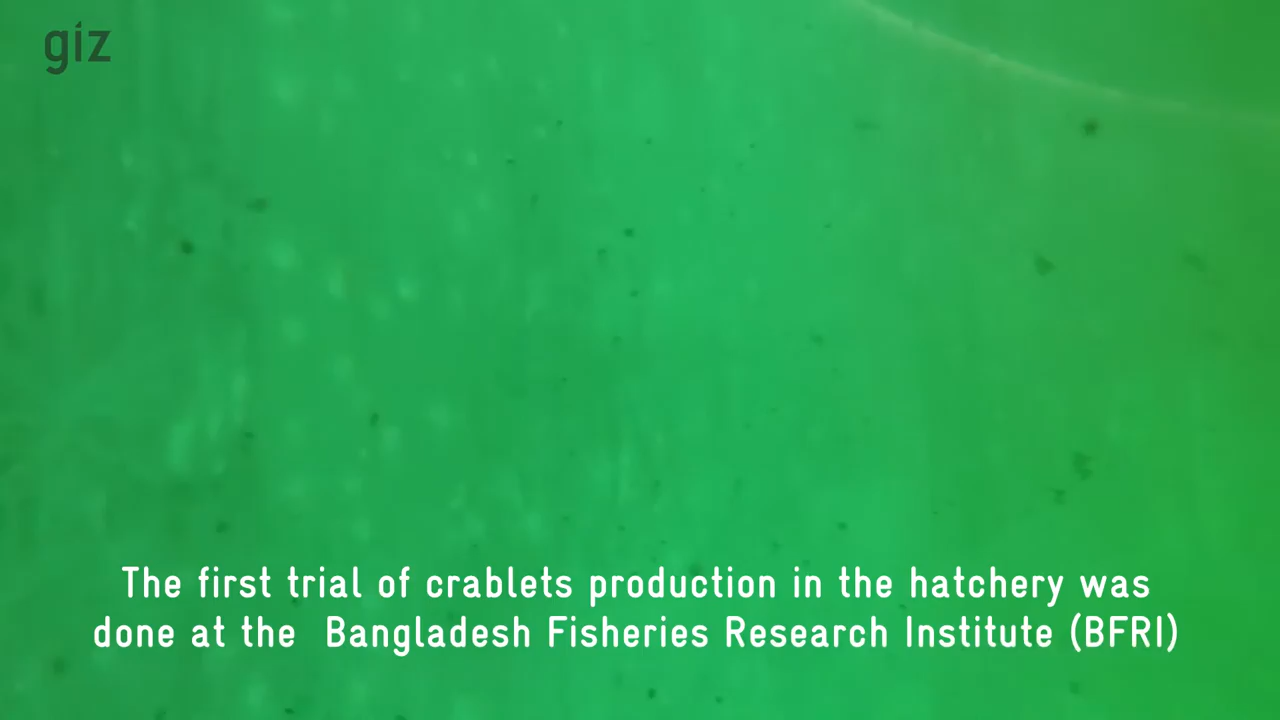 giz
The first trial of crablets production in the hatchery was
done at the  Bangladesh Fisheries Research Institute (BFRI)